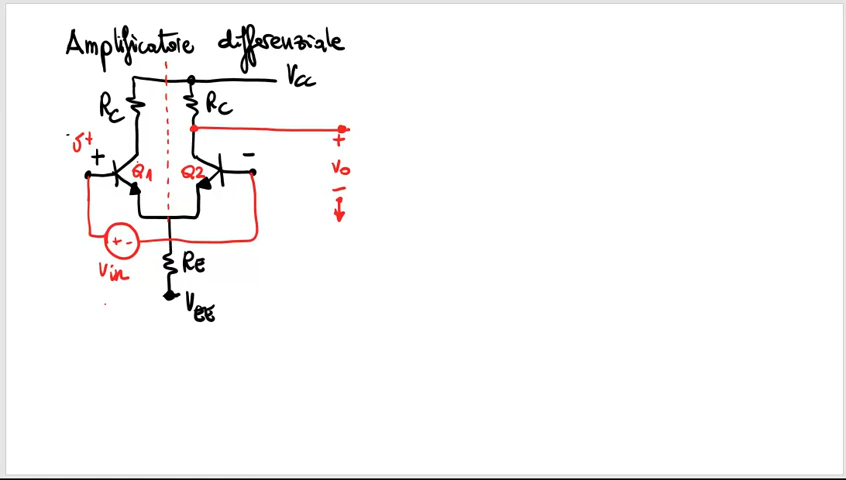 Amplificatore differenziale
VCC
RC RC
+ -
Q1 Q2
+
vo
-
+ -
Vin
RE
VEE